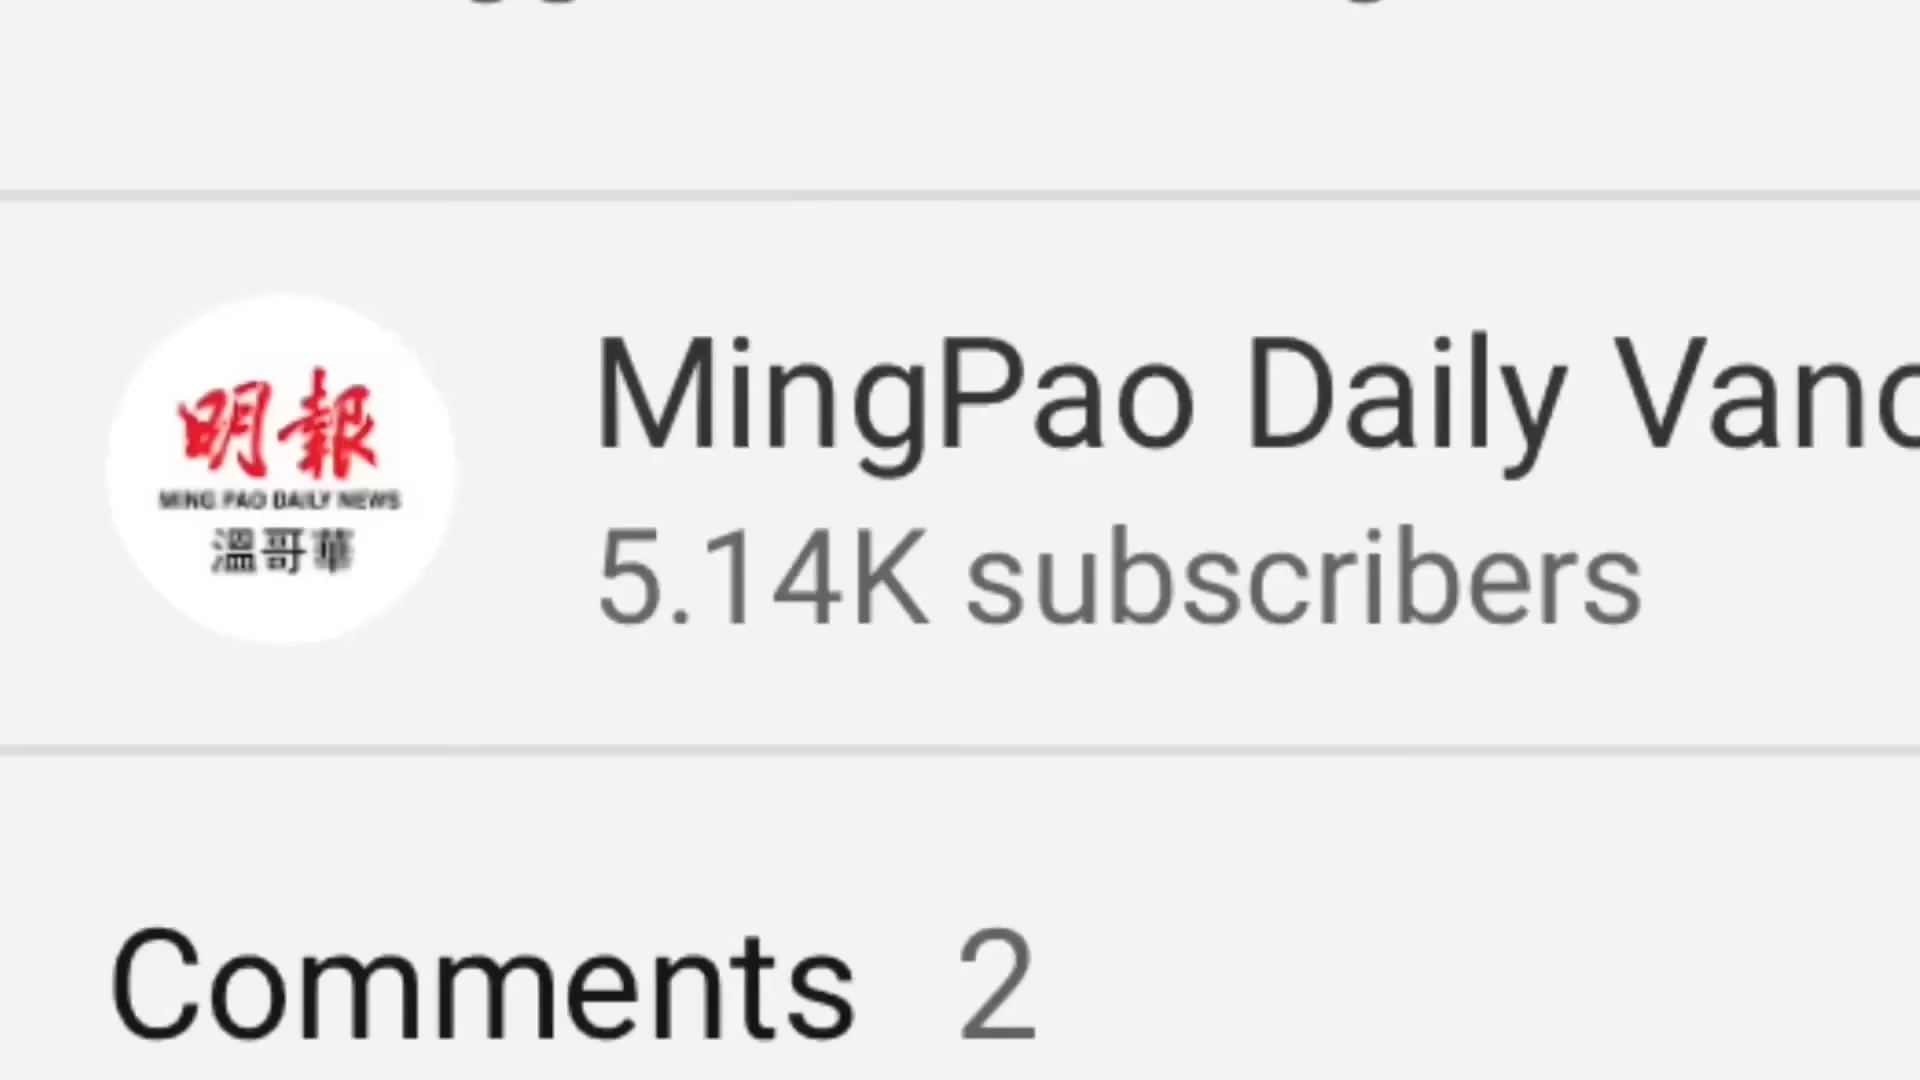 明報
MING PAO DAILY NEWS
溫哥華
MingPao Daily Vanc
5.14K subscribers
Comments 2